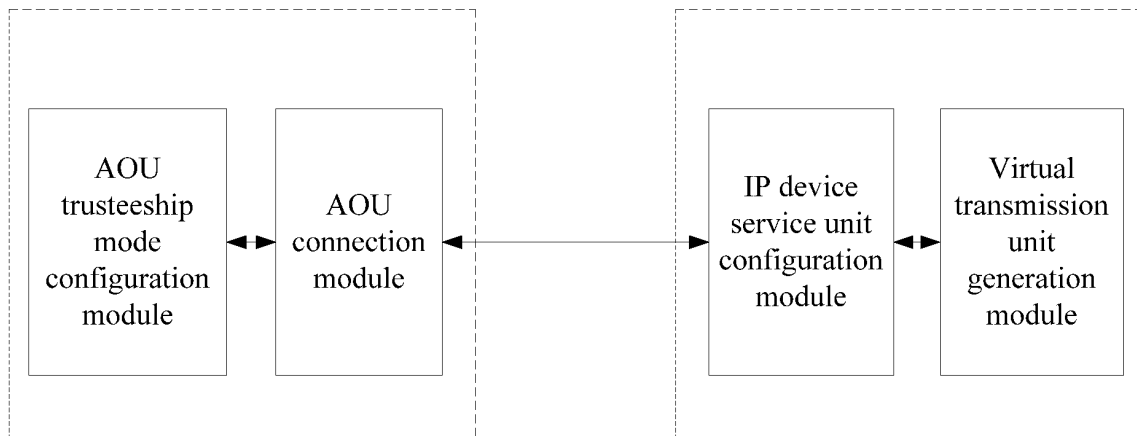 AOU
trusteeship
mode
configuration
module
AOU
connection
module
IP device
service unit
configuration
module
Virtual
transmission
unit
generation
module